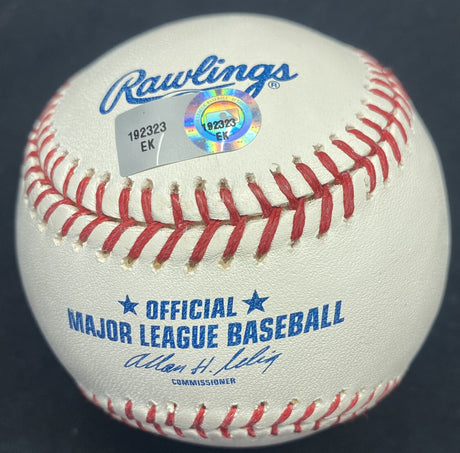 Rawlings®
192323
EK
192323
EK
★ OFFICIAL ★
MAJOR LEAGUE BASEBALL
Allan H. Selig
COMMISSIONER